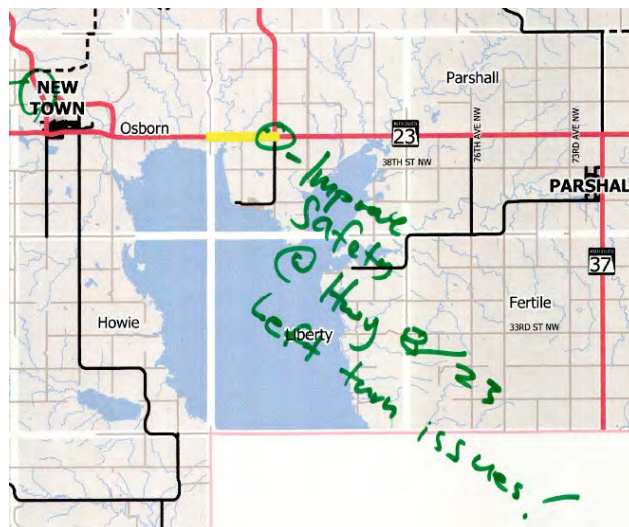 NEW
TOWN
Osborn
Parshall
23
38TH ST NW
76TH AVE NW
73RD AVE NW
PARSHAL
37
Howie
Liberty
Fertile
33RD ST NW
- Improve
Safety
@ Hwy
23
Left turn issues!